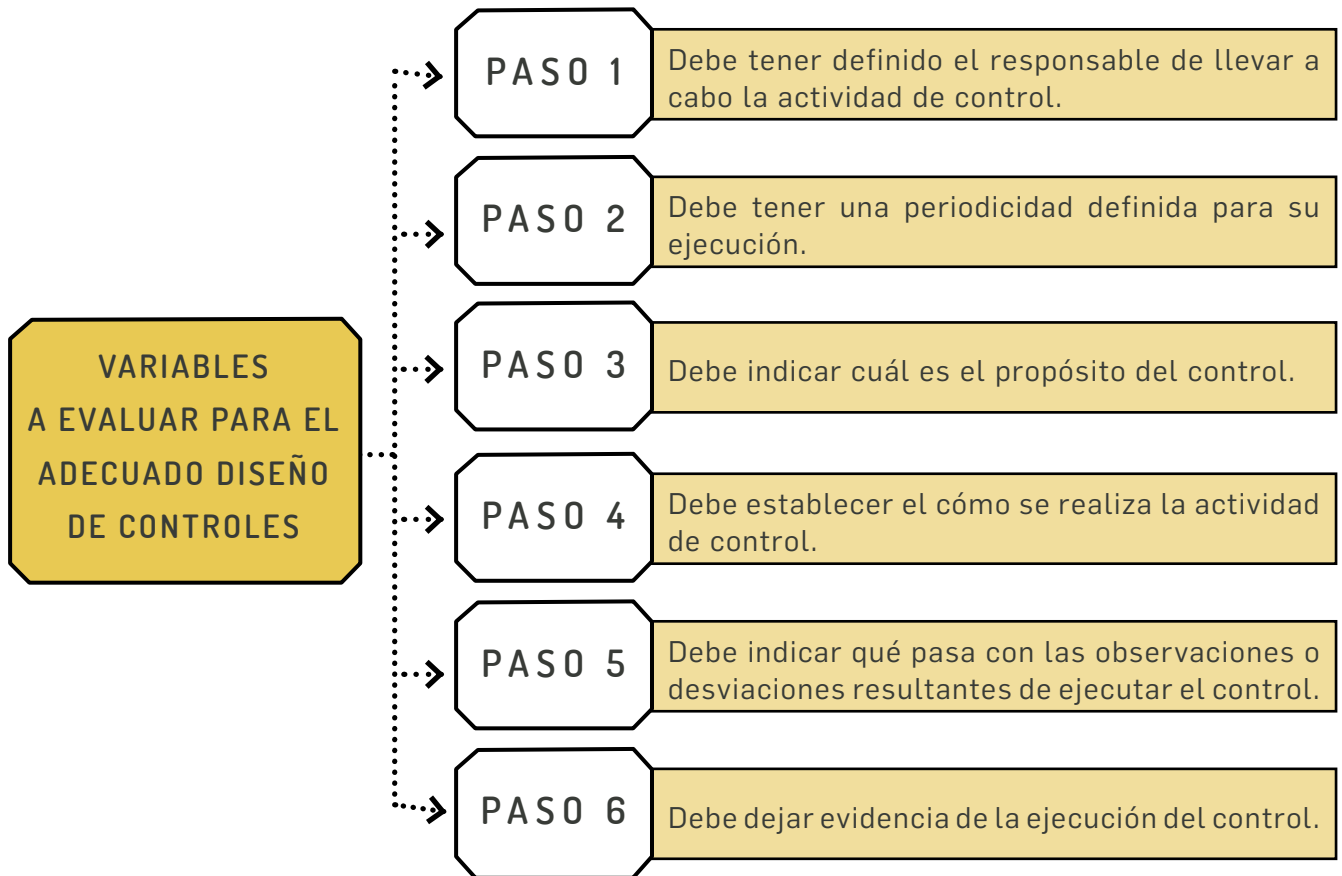 PASO 1
Debe tener definido el responsable de llevar a
cabo la actividad de control.
PASO 2
Debe tener una periodicidad definida para su
ejecución.
VARIABLES
A EVALUAR PARA EL
ADECUADO DISEÑO
DE CONTROLES
PASO 3
Debe indicar cuál es el propósito del control.
PASO 4
Debe establecer el cómo se realiza la actividad
de control.
PASO 5
Debe indicar qué pasa con las observaciones o
desviaciones resultantes de ejecutar el control.
PASO 6
Debe dejar evidencia de la ejecución del control.